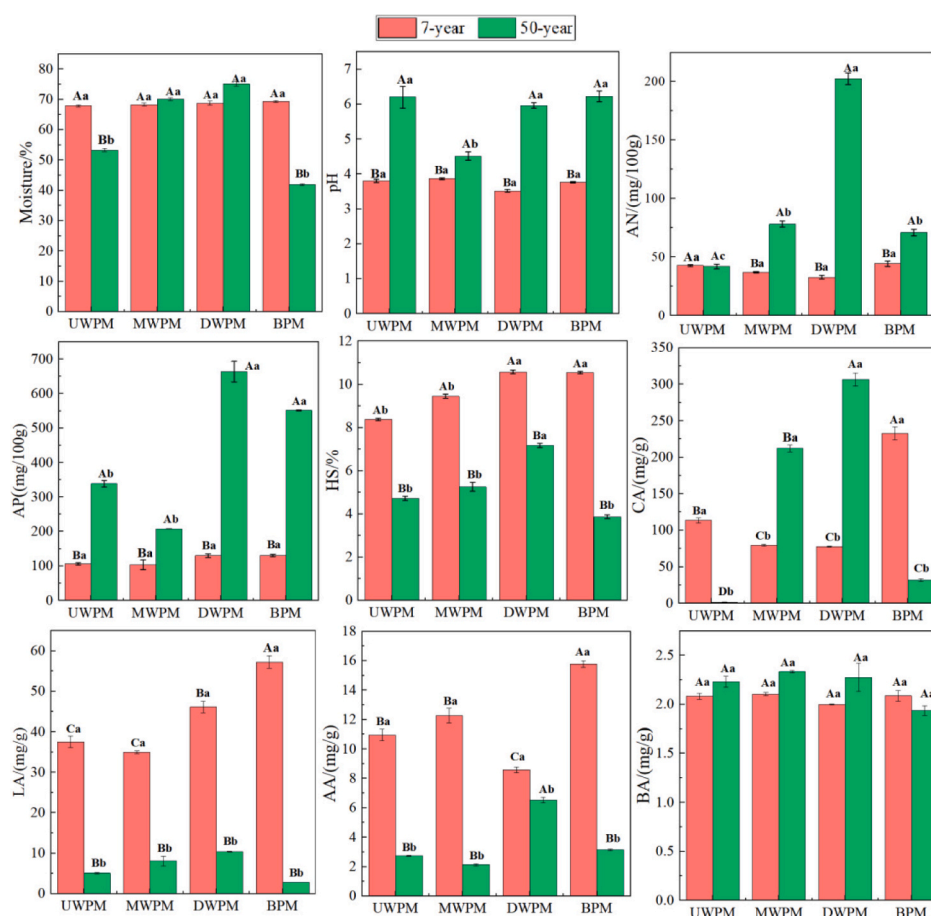 7-year 50-year
Moisture/%
80
70
60
50
40
30
20
10
0
Aa Bb Aa Aa Aa Aa Aa Bb
UWPM MWPM DWPM BPM
pH
7
6
5
4
3
2
1
0
Ba Aa Ba Ab Ba Aa Ba Aa
UWPM MWPM DWPM BPM
AN/(mg/100g)
200
150
100
50
0
Aa Ac Ba Ab Ba Aa Ba Ab
UWPM MWPM DWPM BPM
AP((mg/100g)
700
600
500
400
300
200
100
0
Ba Ab Ba Ab Ba Aa Ba Aa
UWPM MWPM DWPM BPM
HS/%
12
10
8
6
4
2
0
Ab Bb Ab Bb Aa Ba Aa Bb
UWPM MWPM DWPM BPM
CA/(mg/g)
350
300
250
200
150
100
50
0
Ba Db Cb Ba Cb Aa Aa Cb
UWPM MWPM DWPM BPM
LA/(mg/g)
60
50
40
30
20
10
0
Ca Bb Ca Bb Ba Bb Aa Bb
UWPM MWPM DWPM BPM
AA/(mg/g)
18
16
14
12
10
8
6
4
2
0
Ba Bb Ba Bb Ca Ab Aa Bb
UWPM MWPM DWPM BPM
BA/(mg/g)
2.5
2.0
1.5
1.0
0.5
0.0
Aa Aa Aa Aa Aa Aa Aa Aa
UWPM MWPM DWPM BPM